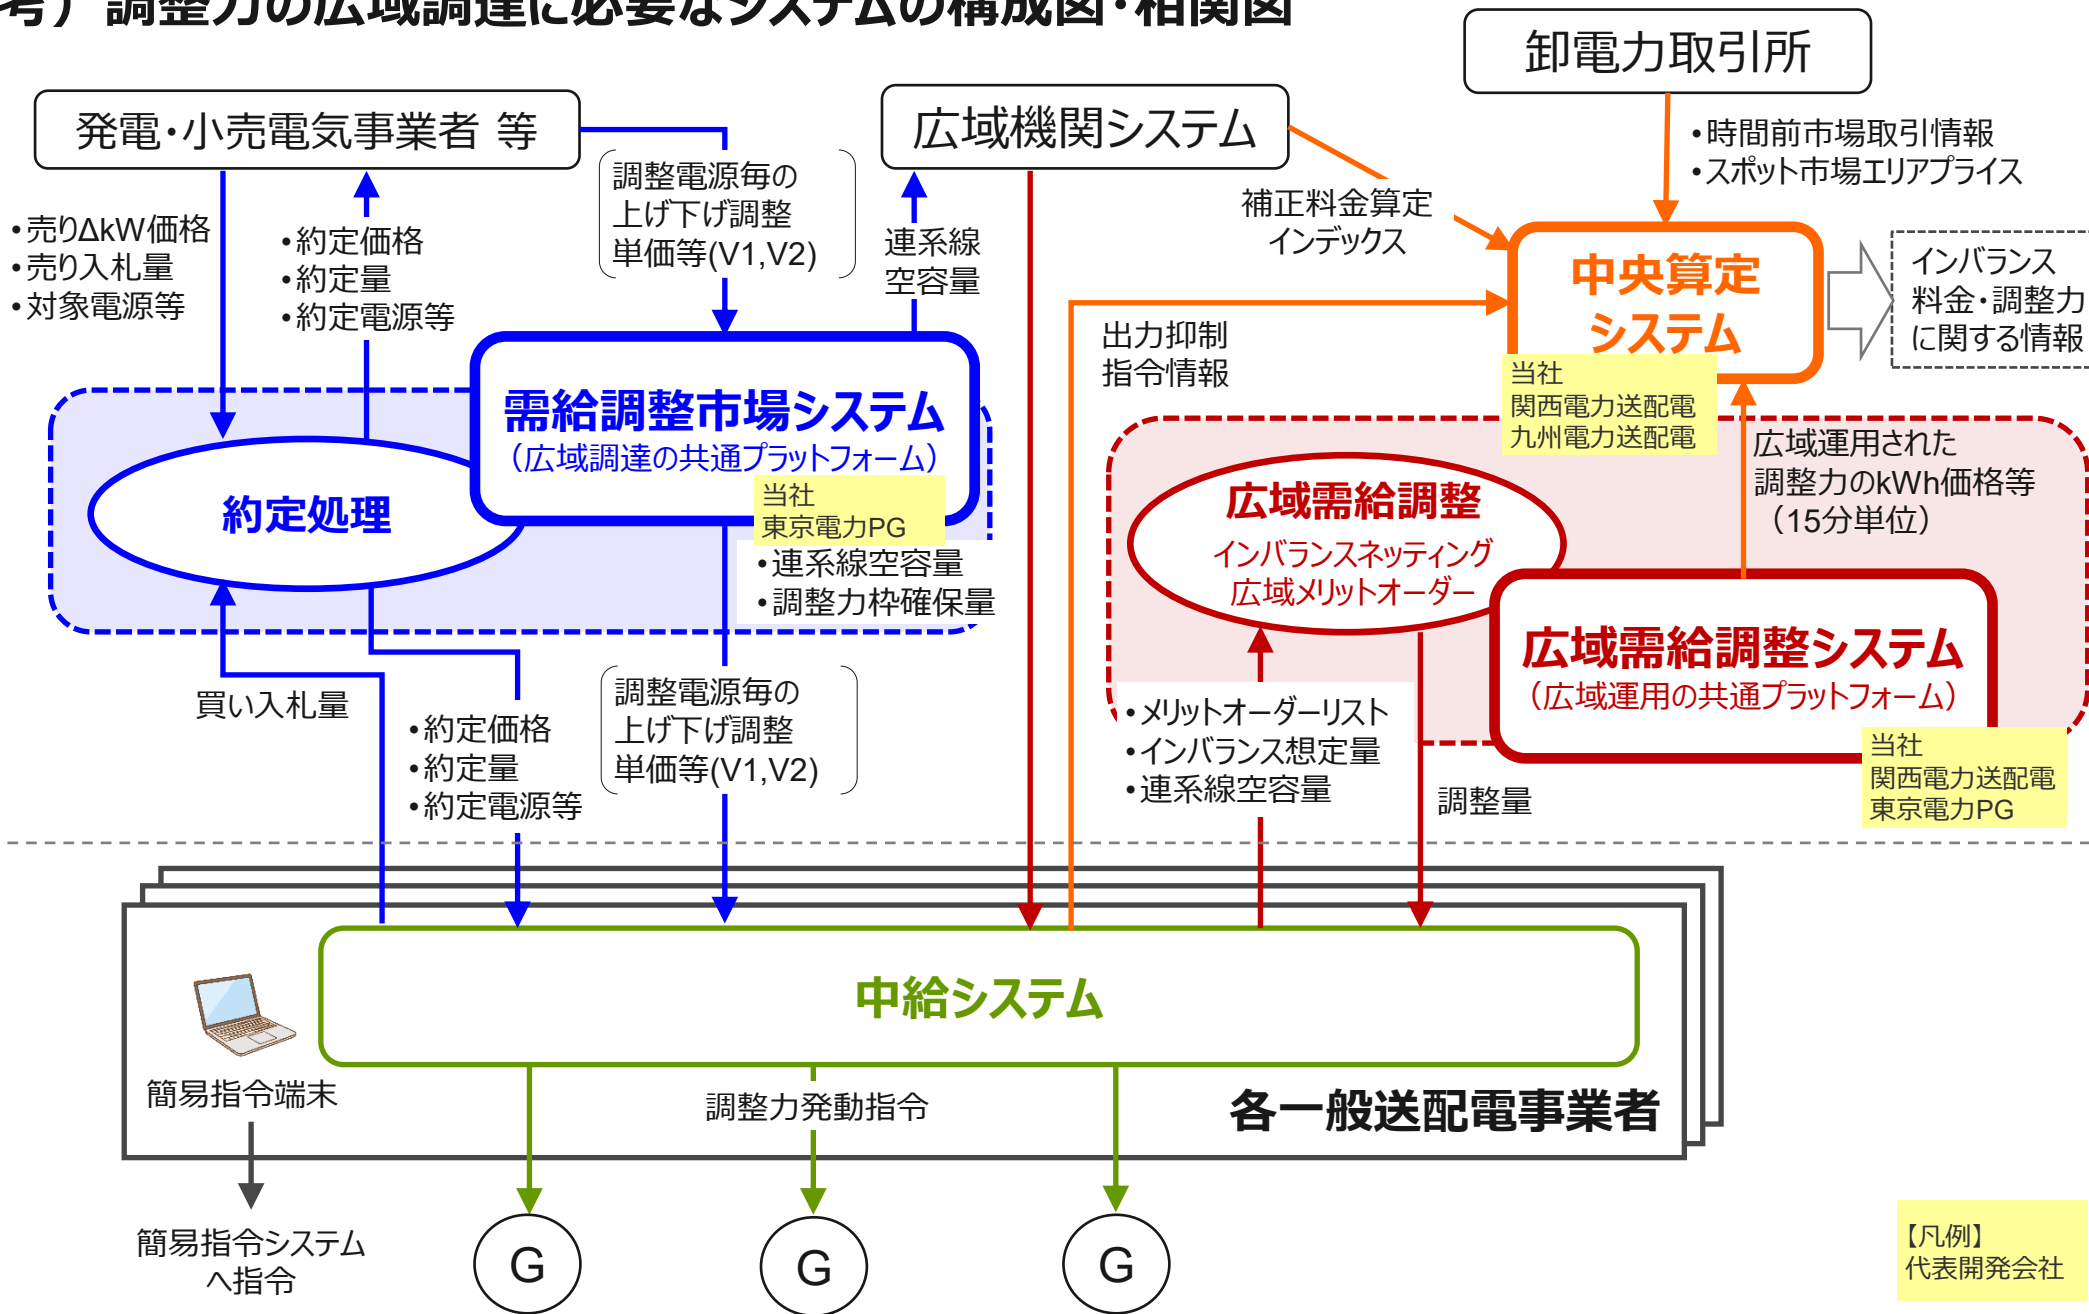 考）調整力の広域調達に必要なシステムの構成図・相関図
卸電力取引所
発電・小売電気事業者 等
広域機関システム
・時間前市場取引情報
・スポット市場エリアプライス
調整電源毎の
上げ下げ調整
単価等(V1,V2)
補正料金算定
インデックス
・売りΔkW価格
・売り入札量
・対象電源等
・約定価格
・約定量
・約定電源等
連系線
空容量
中央算定
システム
インバランス
料金・調整力
に関する情報
出力抑制
指令情報
当社
関西電力送配電
九州電力送配電
需給調整市場システム
（広域調達の共通プラットフォーム）
当社
東京電力PG
約定処理
・連系線空容量
・調整力枠確保量
広域運用された
調整力のkWh価格等
（15分単位）
広域需給調整
インバランスネッティング
広域メリットオーダー
広域需給調整システム
（広域運用の共通プラットフォーム）
当社
関西電力送配電
東京電力PG
買い入札量
・約定価格
・約定量
・約定電源等
調整電源毎の
上げ下げ調整
単価等(V1,V2)
・メリットオーダーリスト
・インバランス想定量
・連系線空容量
調整量
中給システム
簡易指令端末
調整力発動指令
各一般送配電事業者
簡易指令システム
へ指令
G
G
G
【凡例】
代表開発会社